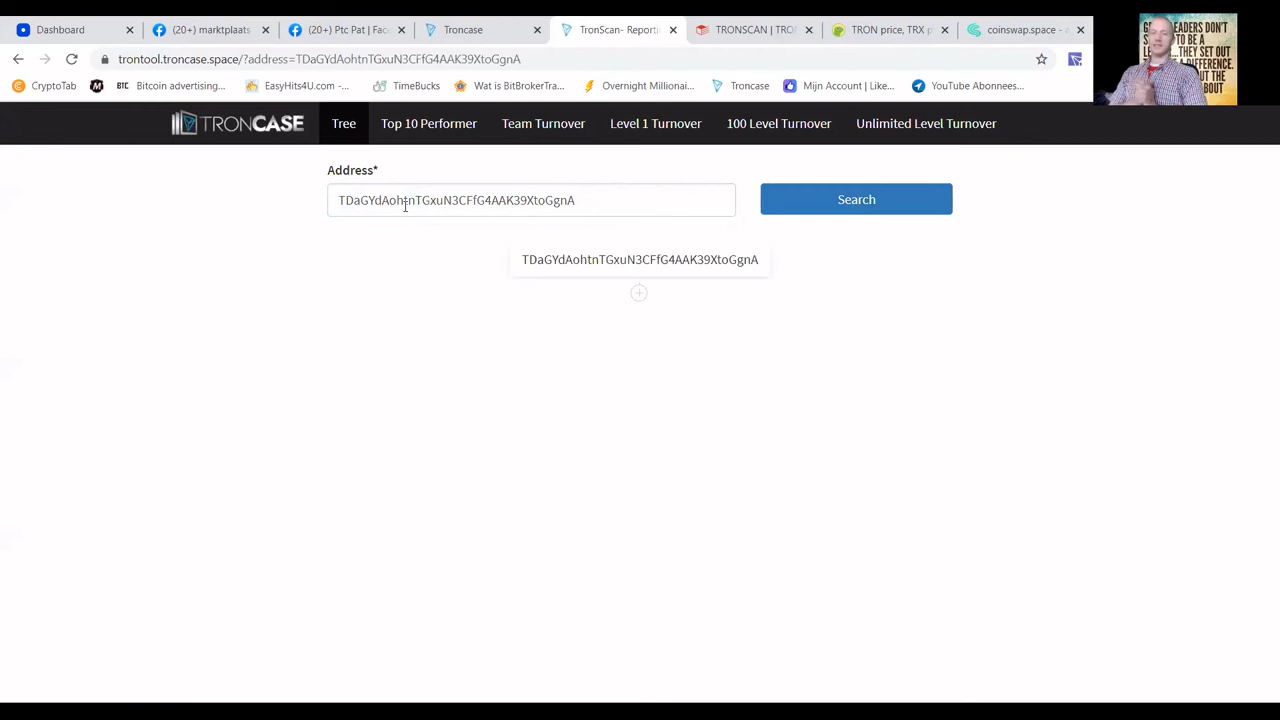 Dashboard
(20+) marktplaats
(20+) Ptc Pat | Fac
Troncase
TronScan- Reporti
TRONSCAN | TRO
TRON price, TRX p
coinswap.space - a
trontool.troncase.space/?address=TDaGYdAohtnTGxuN3CFfG4AAK39XtoGgnA
CryptoTab
BTC Bitcoin advertising...
EasyHits4U.com -...
TimeBucks
Wat is BitBrokerTra...
Overnight Millionai...
Troncase
Mijn Account | Like...
YouTube Abonnees...
TRONCASE
Tree
Top 10 Performer
Team Turnover
Level 1 Turnover
100 Level Turnover
Unlimited Level Turnover
Address*
TDaGYdAohtnTGxuN3CFfG4AAK39XtoGgnA
Search
TDaGYdAohtnTGxuN3CFfG4AAK39XtoGgnA